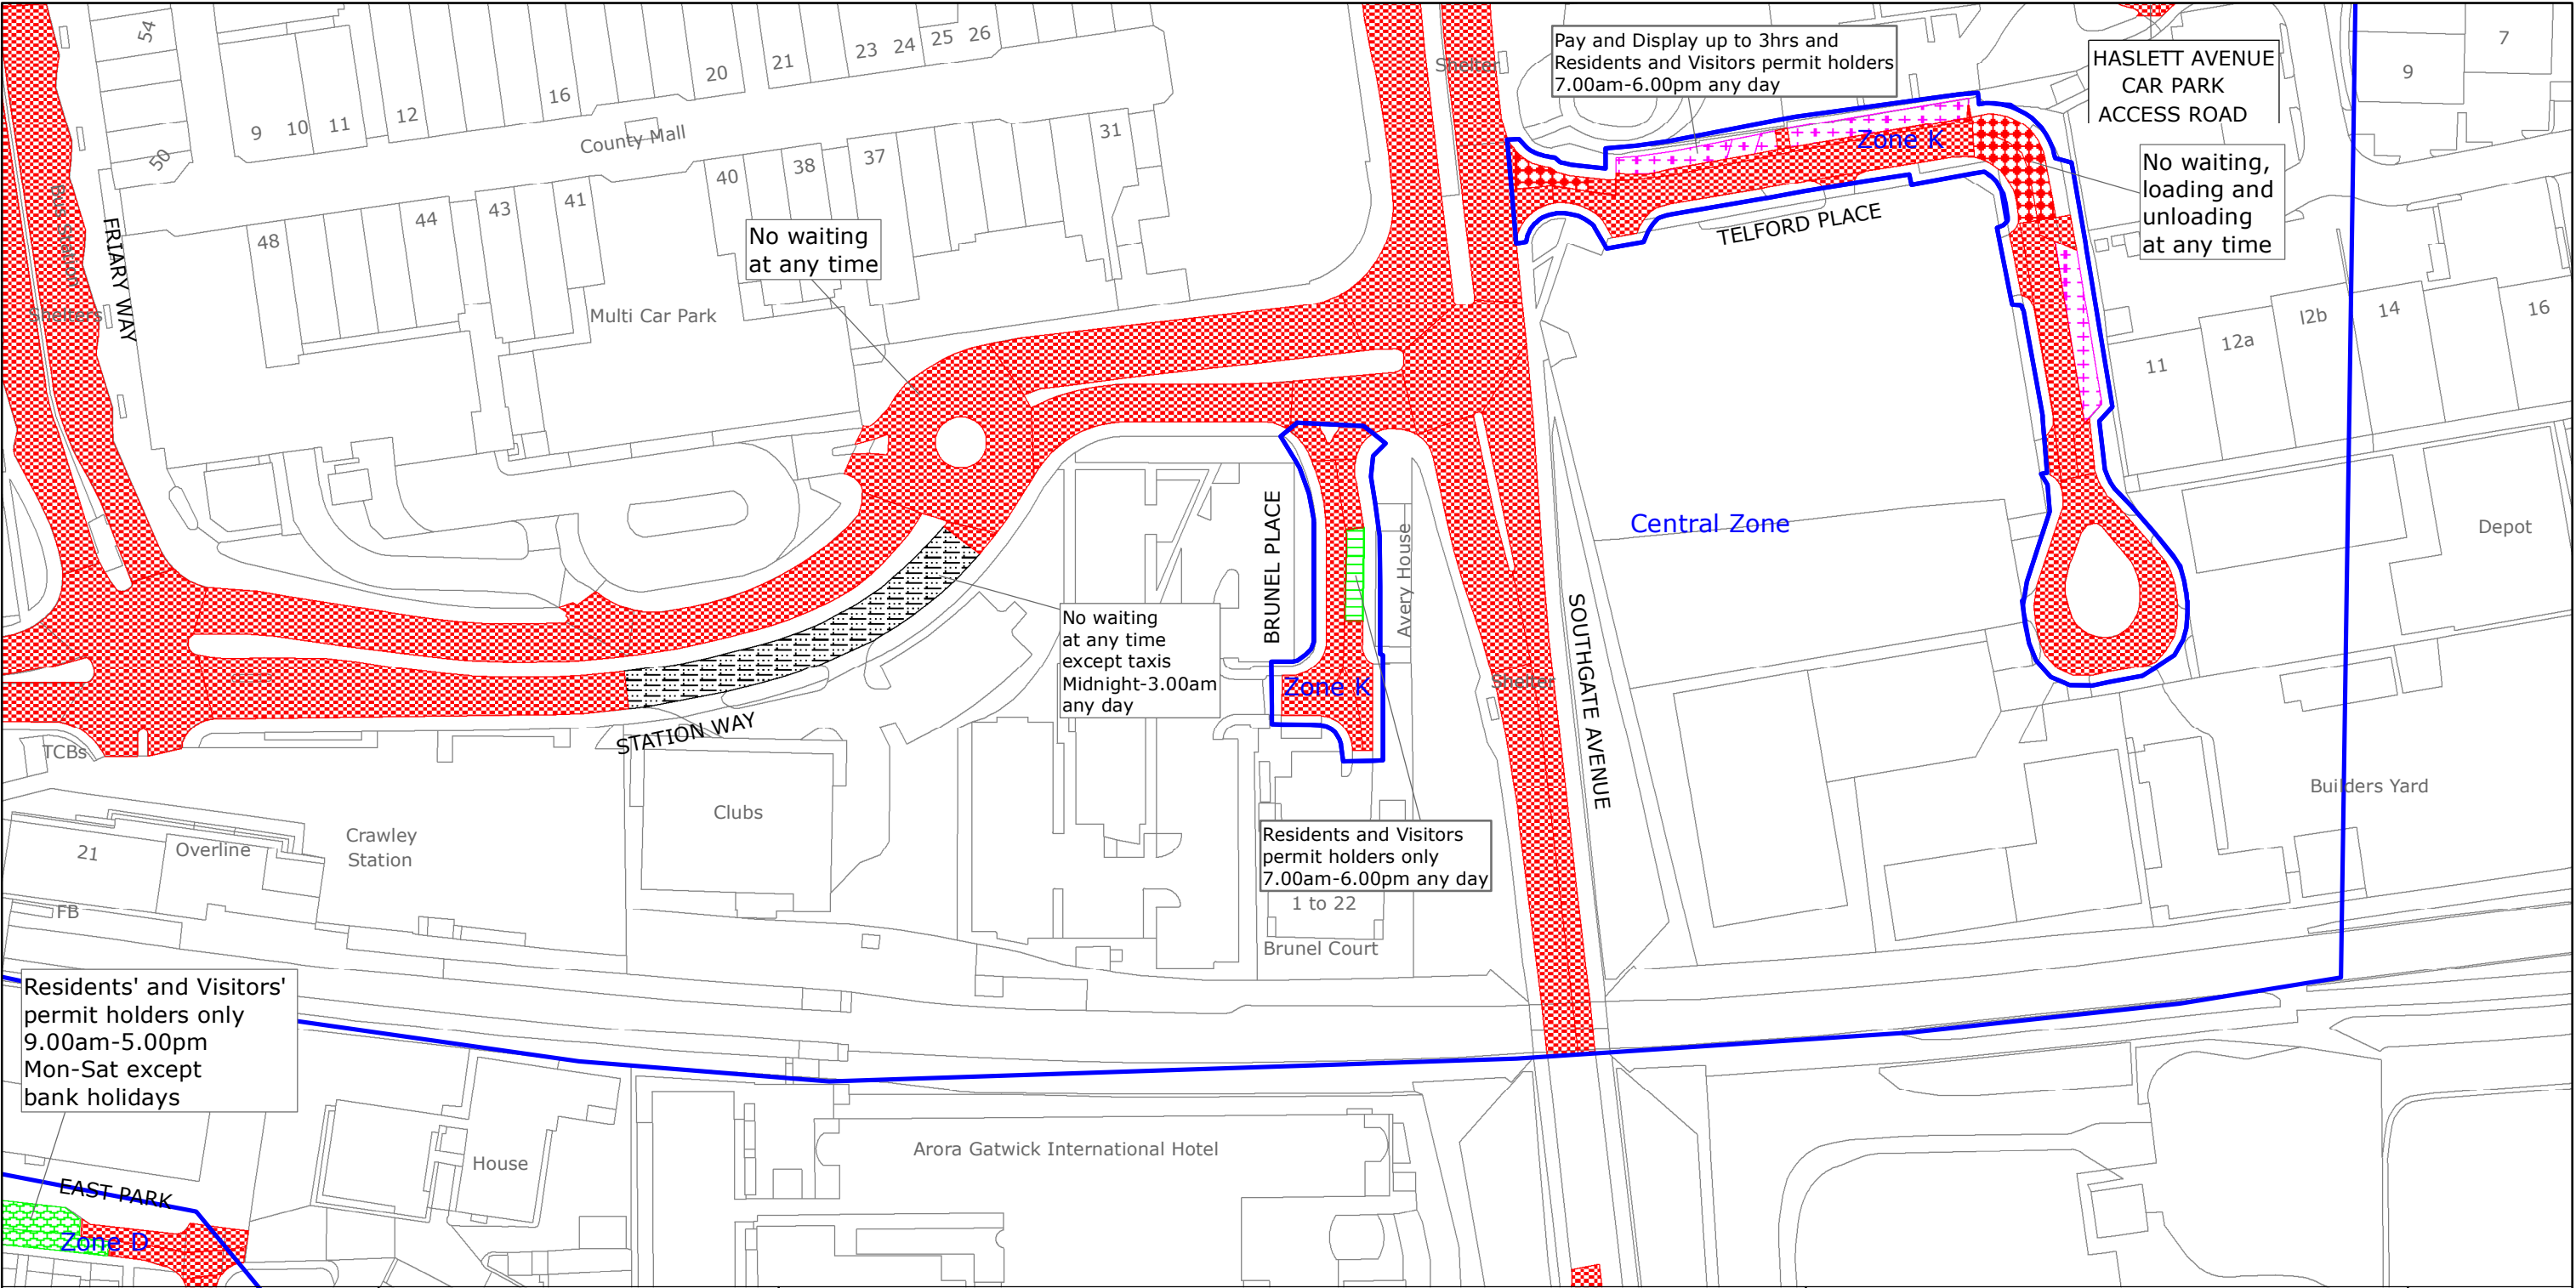 54
50
9
10
11
12
16
20
21
23
24
25
26
County Mall
31
37
38
40
41
43
44
48
FRIARY WAY
Shelters
Multi Car Park
No waiting
at any time
Shelter
Pay and Display up to 3hrs and
Residents and Visitors permit holders
7.00am-6.00pm any day
Zone K
TELFORD PLACE
HASLETT AVENUE
CAR PARK
ACCESS ROAD
No waiting,
loading and
unloading
at any time
7
9
11
12a
l2b
14
16
Central Zone
Depot
Builders Yard
BRUNEL PLACE
Avery House
Zone K
No waiting
at any time
except taxis
Midnight-3.00am
any day
SOUTHGATE AVENUE
Shelter
STATION WAY
TCBs
Clubs
Crawley
Station
21
Overline
FB
Residents and Visitors
permit holders only
7.00am-6.00pm any day
1 to 22
Brunel Court
Residents' and Visitors'
permit holders only
9.00am-5.00pm
Mon-Sat except
bank holidays
House
Arora Gatwick International Hotel
EAST PARK
Zone D